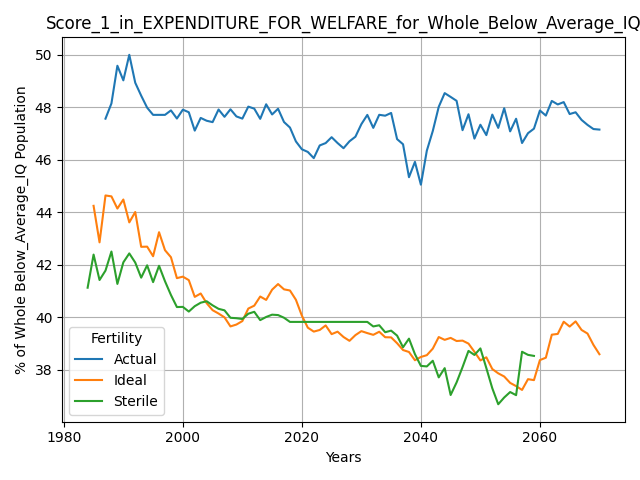 Score_1_in_EXPENDITURE_FOR_WELFARE_for_Whole_Below_Average_IQ
% of Whole Below_Average_IQ Population
50
48
46
44
42
40
38
Fertility
Actual
Ideal
Sterile
1980
2000
2020
2040
2060
Years